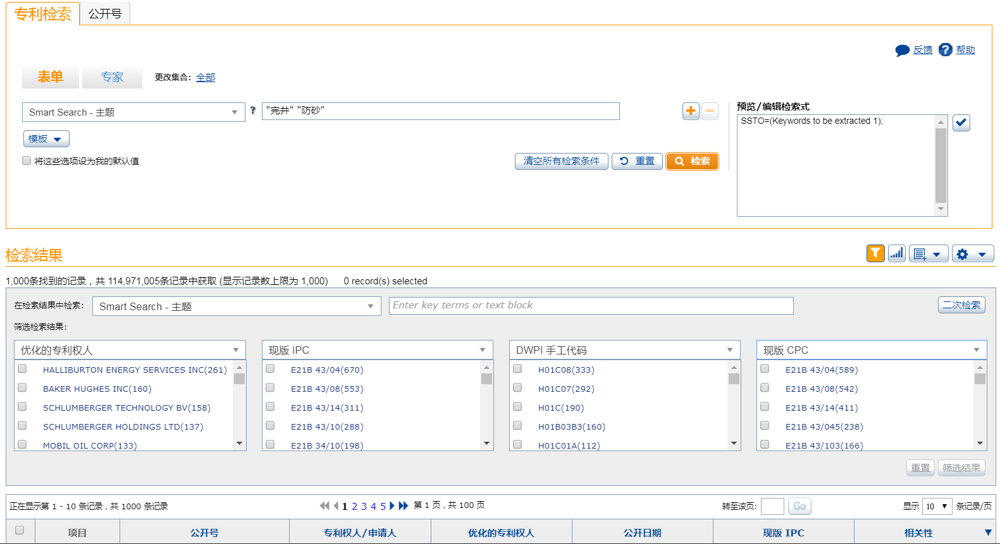 专利检索 公开号
反馈 帮助
表单 专家 更改集合: 全部
Smart Search - 主题 ? "完井" "防砂" 预览/编辑检索式
SSTO=(Keywords to be extracted 1);
模板
将这些选项设为我的默认值 清空所有检索条件 重置 检索
检索结果
1,000条找到的记录，共 114,971,005条记录中获取 (显示记录数上限为 1,000) 0 record(s) selected
在检索结果中检索: Smart Search - 主题 Enter key terms or text block 二次检索
筛选检索结果:
优化的专利权人 现版 IPC DWPI 手工代码 现版 CPC
HALLIBURTON ENERGY SERVICES INC(261) E21B 43/04(670) H01C08(333) E21B 43/04(589)
BAKER HUGHES INC(160) E21B 43/08(553) H01C07(292) E21B 43/08(542)
SCHLUMBERGER TECHNOLOGY BV(158) E21B 43/14(311) H01C(190) E21B 43/14(411)
SCHLUMBERGER HOLDINGS LTD(137) E21B 43/10(288) H01B03B3(160) E21B 43/045(238)
MOBIL OIL CORP(133) E21B 34/10(198) H01C01A(112) E21B 43/103(166)
重置 筛选结果
正在显示第 1 - 10 条记录，共 1000 条记录 1 2 3 4 5 第 1 页，共 100 页 转至该页: Go 显示 10 条记录/页
项目 公开号 专利权人/申请人 优化的专利权人 公开日期 现版 IPC 相关性